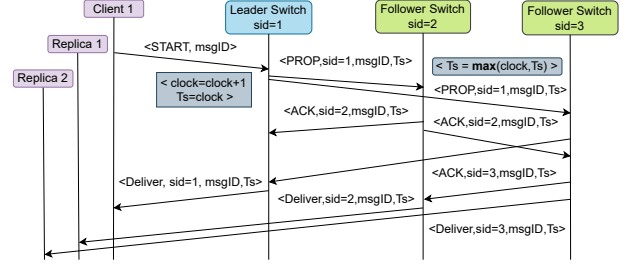 Client 1
Leader Switch
sid=1
Follower Switch
sid=2
Follower Switch
sid=3
Replica 1
Replica 2
<START, msgID>
<PROP,sid=1,msgID,Ts>
< Ts = max(clock,Ts) >
< clock=clock+1
Ts=clock >
<PROP,sid=1,msgID,Ts>
<ACK,sid=2,msgID,Ts>
<ACK,sid=2,msgID,Ts>
<ACK,sid=3,msgID,Ts>
<Deliver, sid=1, msgID,Ts>
<Deliver,sid=2,msgID,Ts>
<Deliver,sid=3,msgID,Ts>